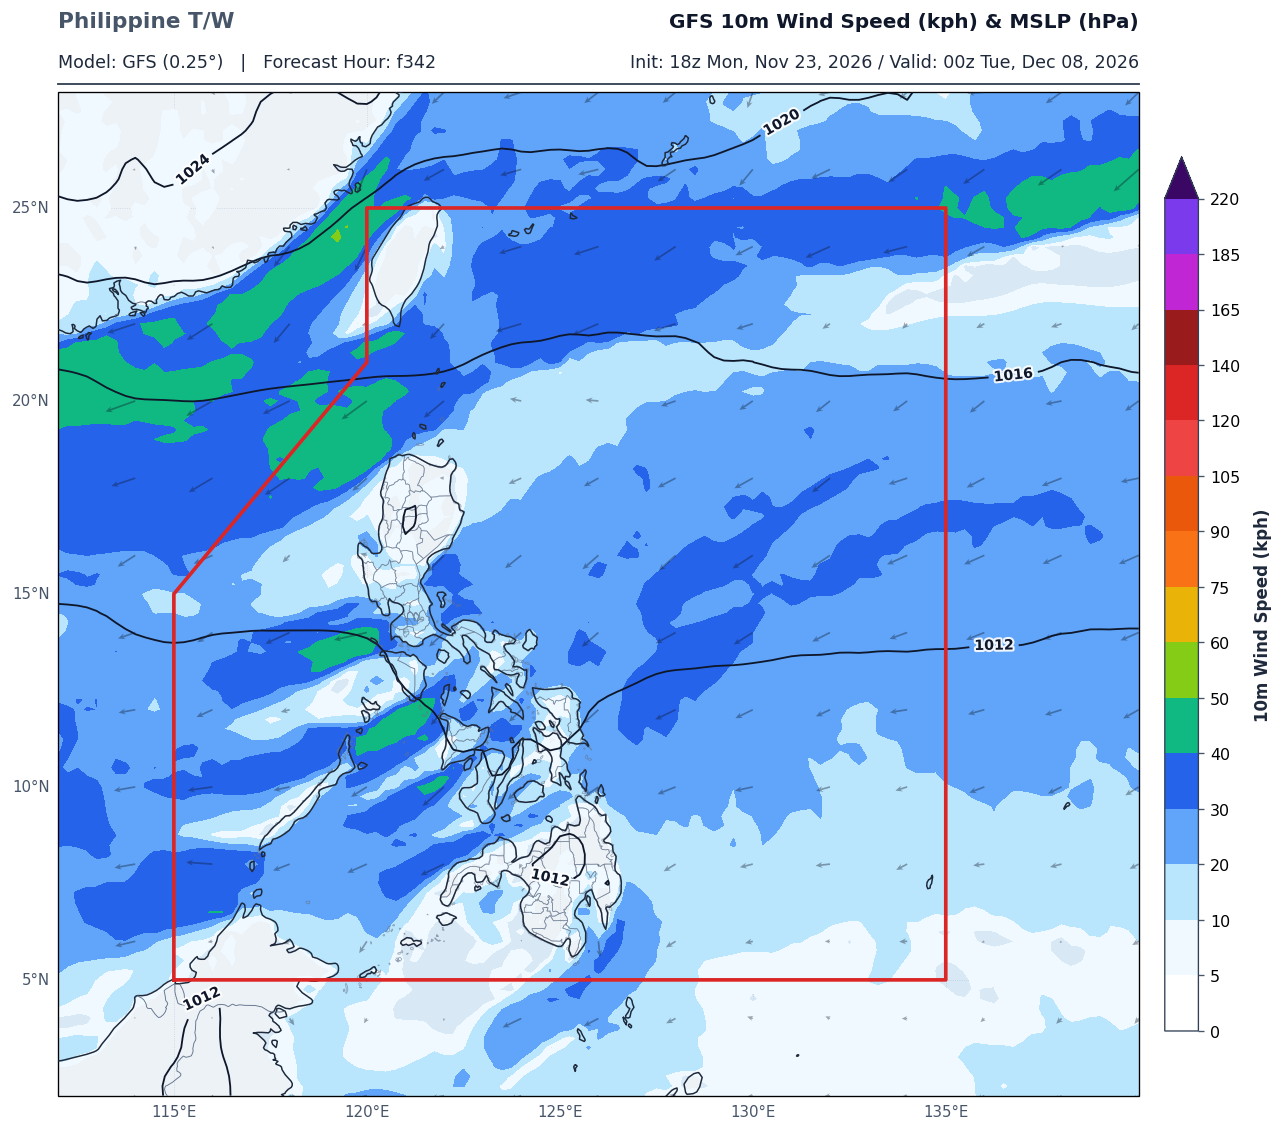 Philippine T/W
GFS 10m Wind Speed (kph) & MSLP (hPa)
Model: GFS (0.25°) | Forecast Hour: f342
Init: 18z Mon, Nov 23, 2026 / Valid: 00z Tue, Dec 08, 2026
1020
1024
1016
1012
1012
1012
25°N
20°N
15°N
10°N
5°N
115°E
120°E
125°E
130°E
135°E
220
185
165
140
120
105
90
75
60
50
40
30
20
10
5
0
10m Wind Speed (kph)